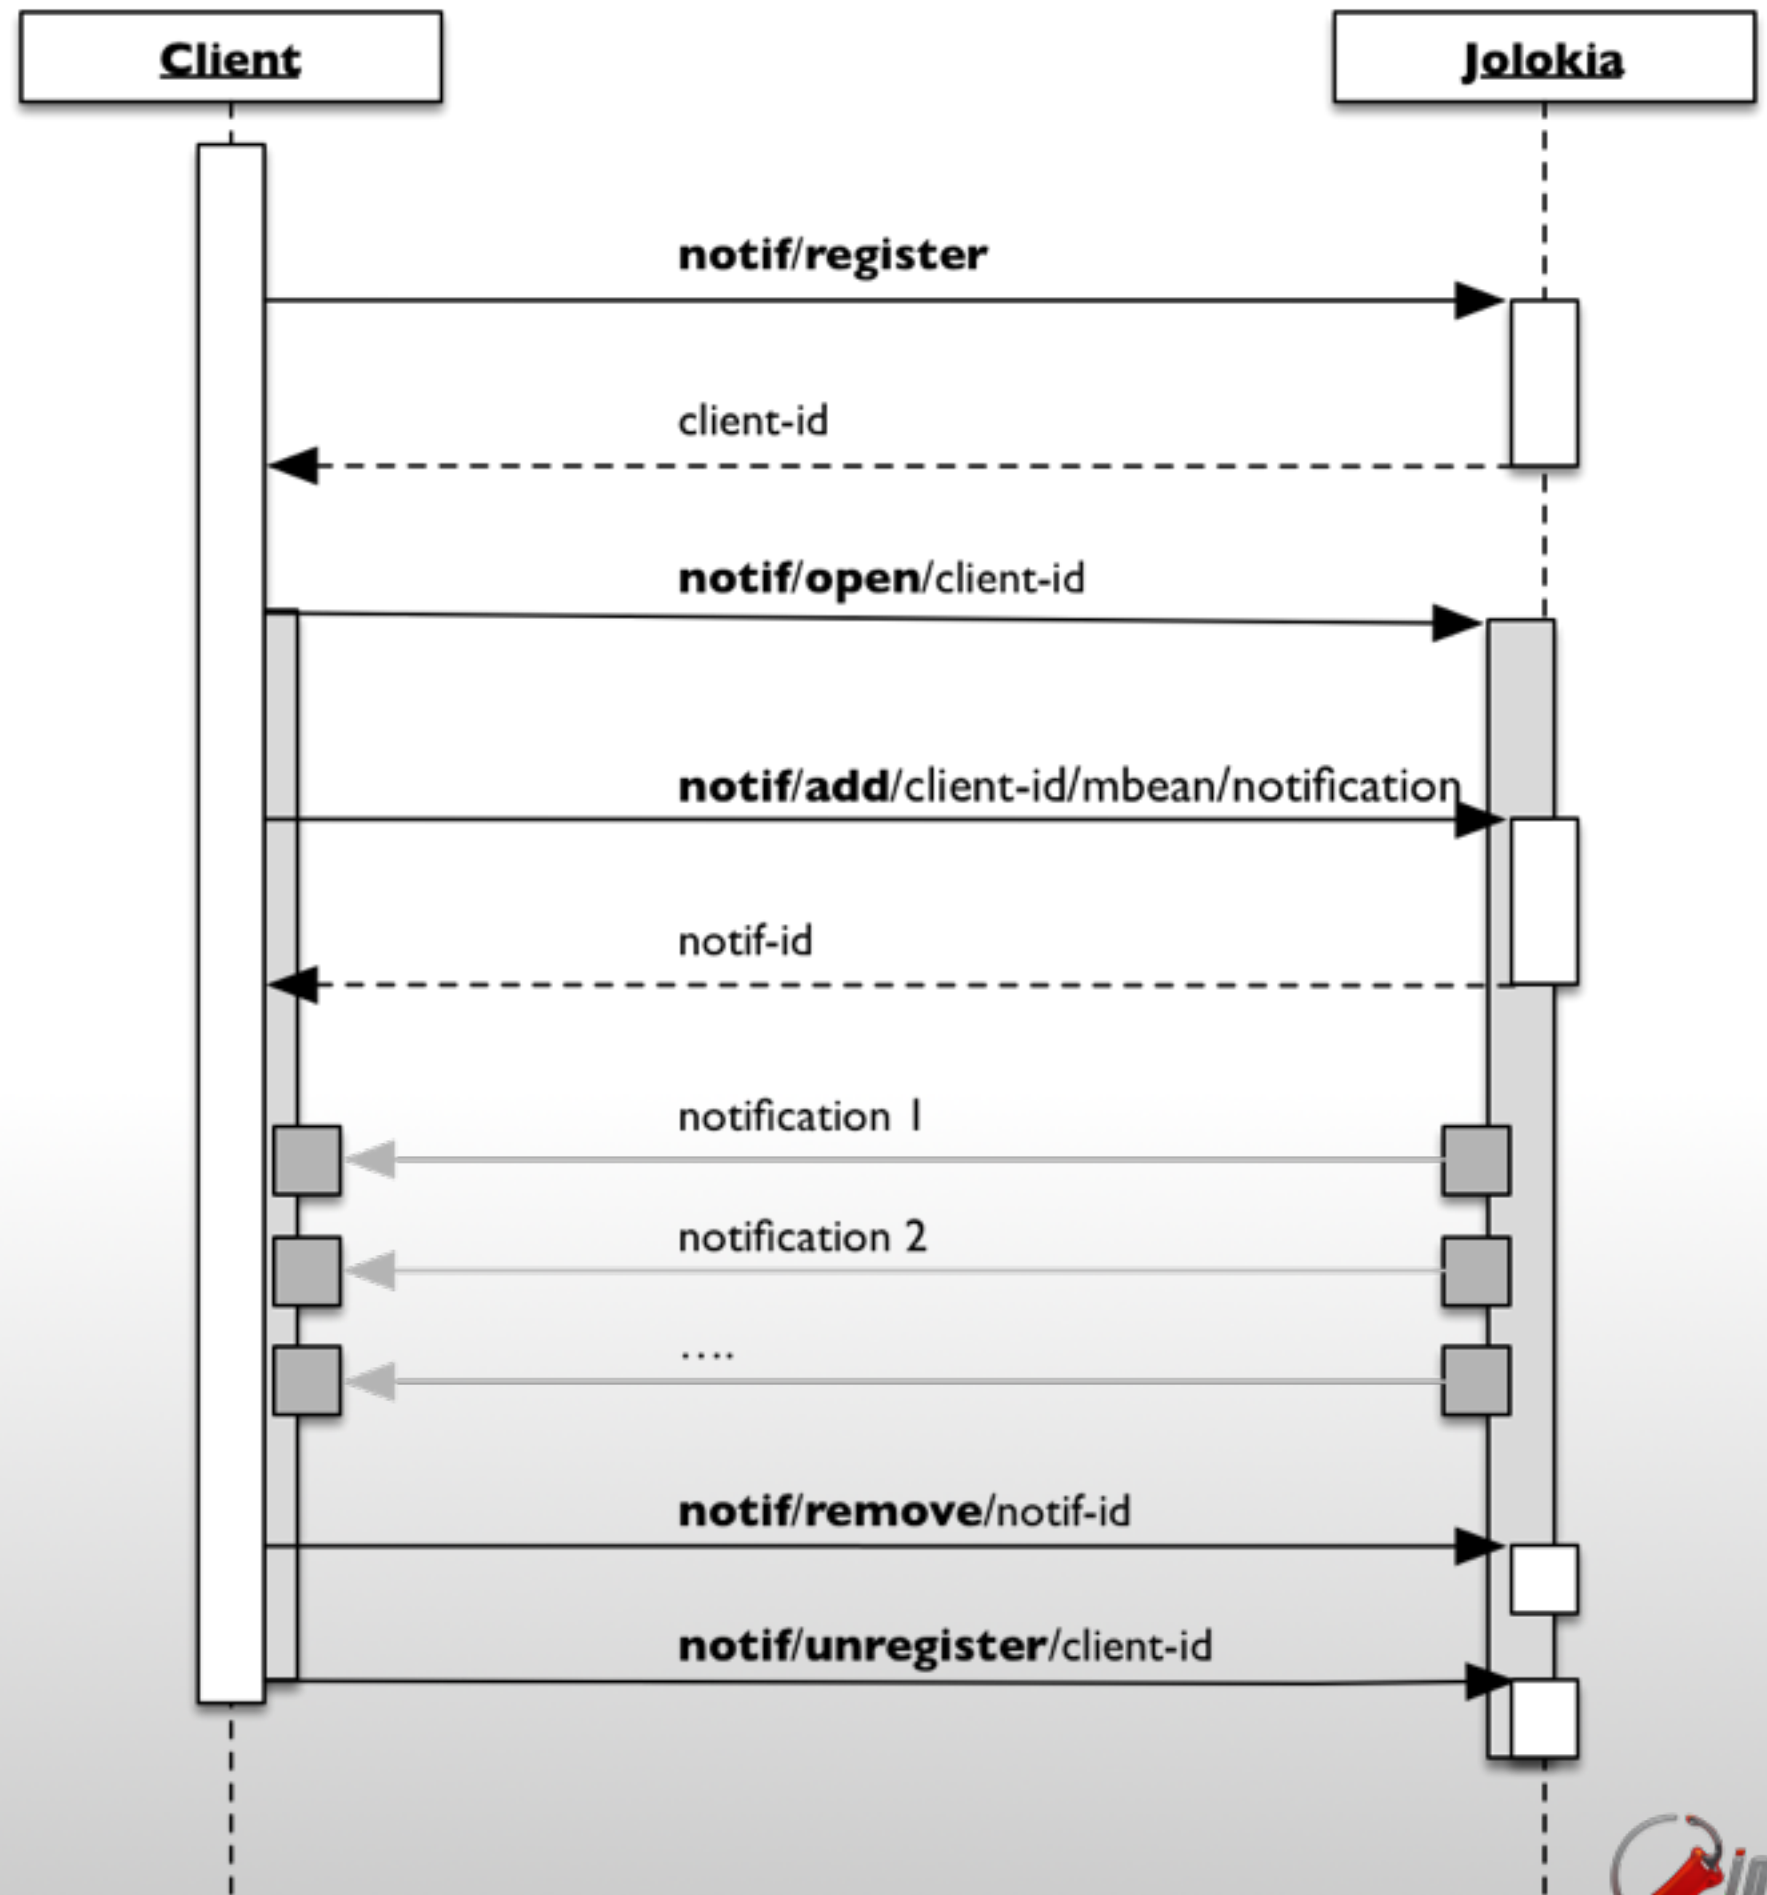 Client
Jolokia
notif/register
client-id
notif/open/client-id
notif/add/client-id/mbean/notification
notif-id
notification 1
notification 2
....
notif/remove/notif-id
notif/unregister/client-id